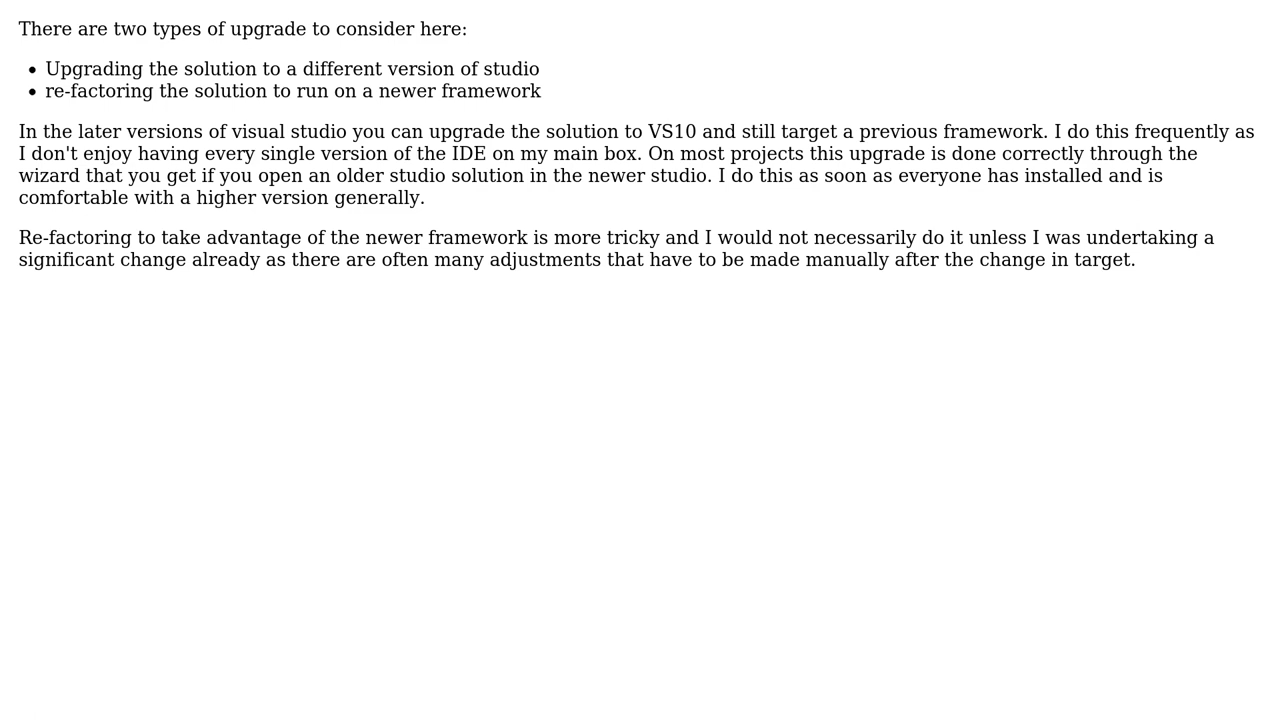 There are two types of upgrade to consider here:
• Upgrading the solution to a different version of studio
• re-factoring the solution to run on a newer framework
In the later versions of visual studio you can upgrade the solution to VS10 and still target a previous framework. I do this frequently as
I don't enjoy having every single version of the IDE on my main box. On most projects this upgrade is done correctly through the
wizard that you get if you open an older studio solution in the newer studio. I do this as soon as everyone has installed and is
comfortable with a higher version generally.
Re-factoring to take advantage of the newer framework is more tricky and I would not necessarily do it unless I was undertaking a
significant change already as there are often many adjustments that have to be made manually after the change in target.